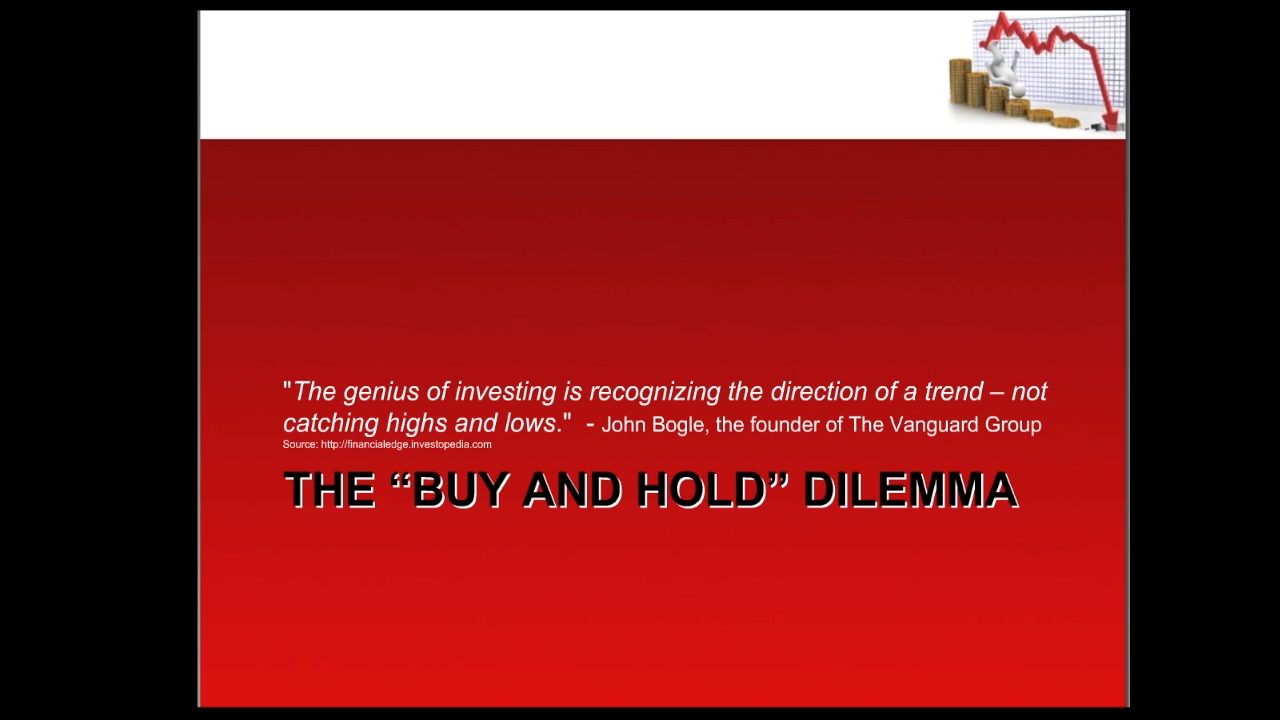 "The genius of investing is recognizing the direction of a trend – not
catching highs and lows." - John Bogle, the founder of The Vanguard Group
Source: http://financialedge.investopedia.com
THE “BUY AND HOLD” DILEMMA